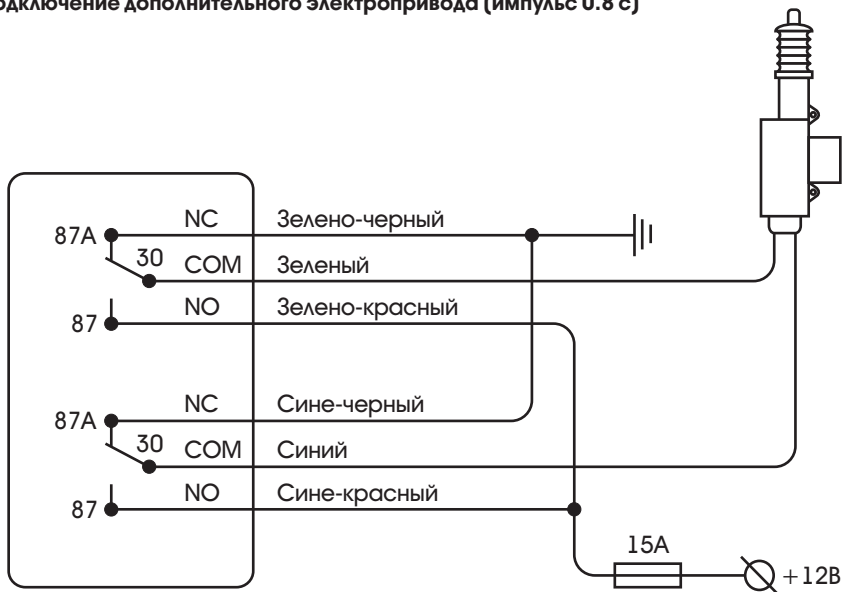 одключение дополнительного электропривода (импульс 0.8 с)
87A NC Зелено-черный
30 COM Зеленый
87 NO Зелено-красный
87A NC Сине-черный
30 COM Синий
87 NO Сине-красный
15A
+12В